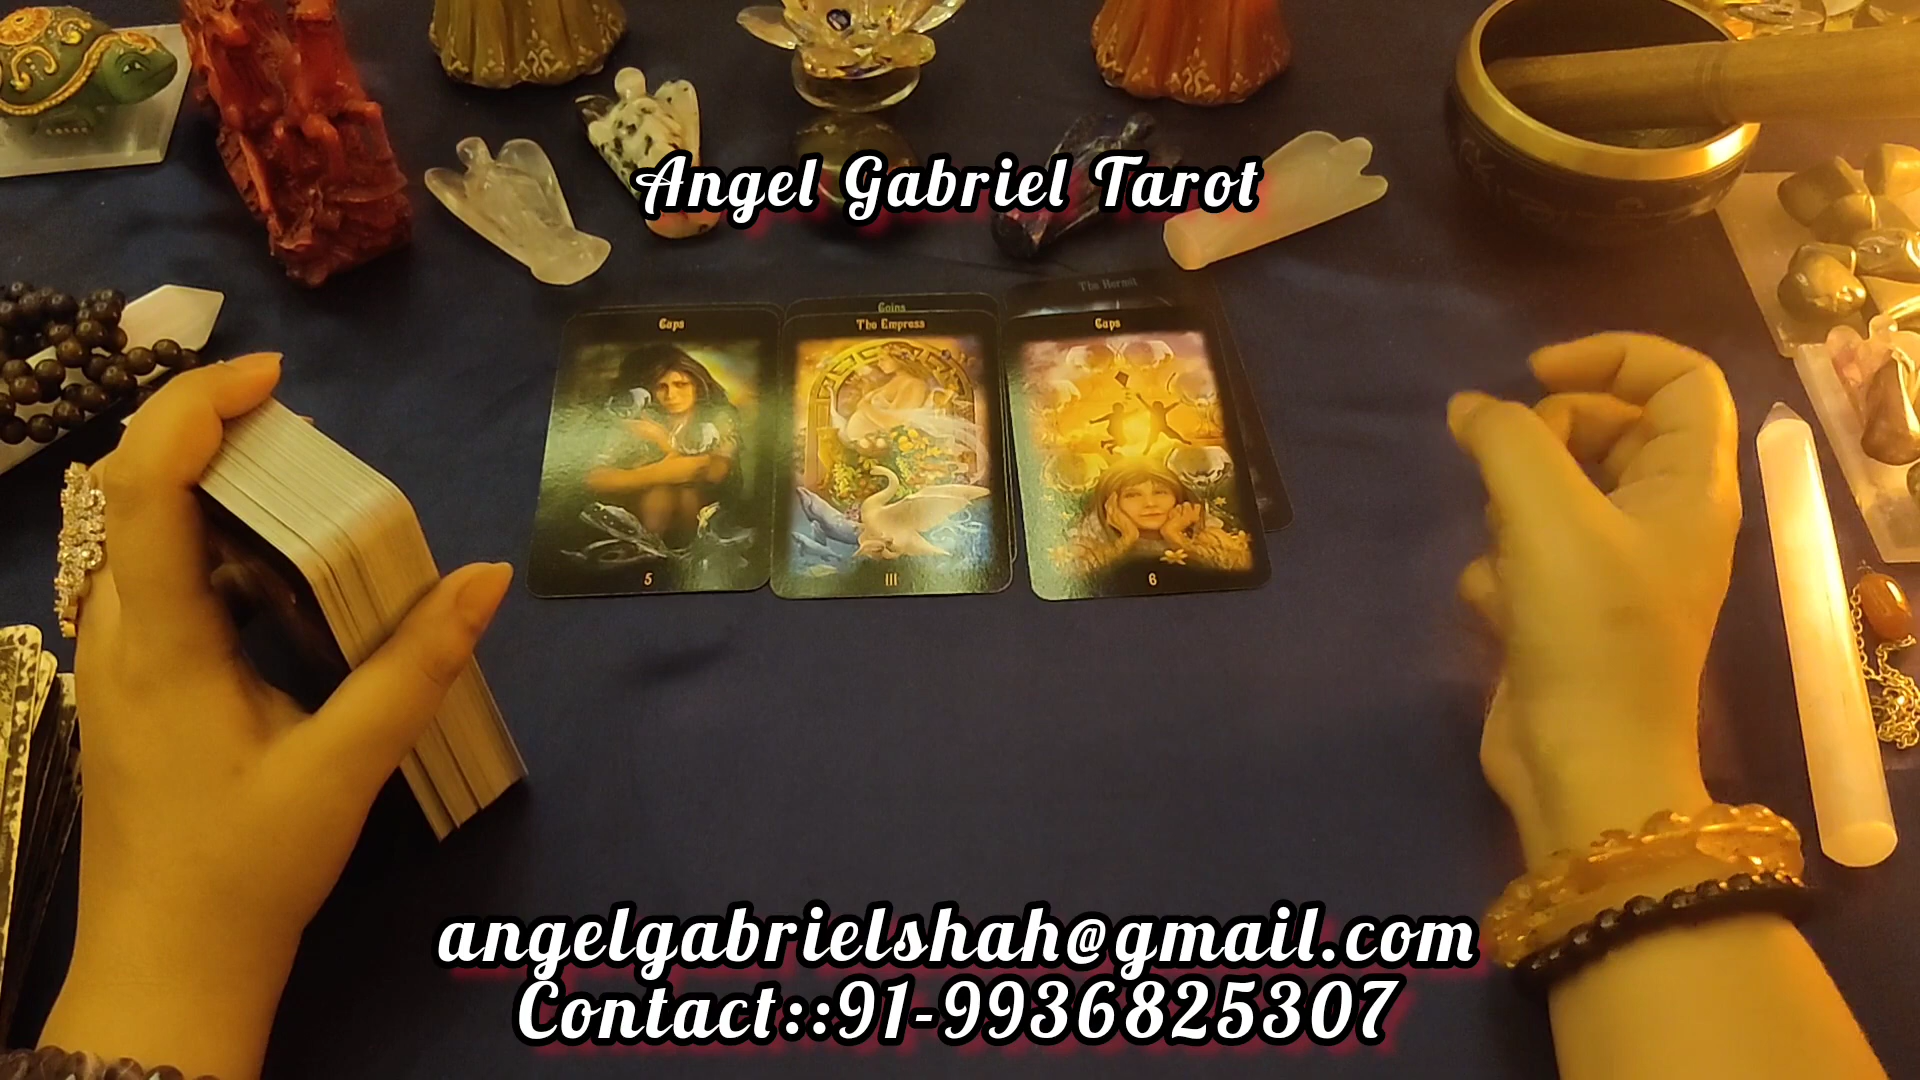 Angel Gabriel Tarot
The Hermit
Coins
Cups
The Empress
Cups
5
III
6
angelgabrielshah@gmail.com
Contact::91-9936825307